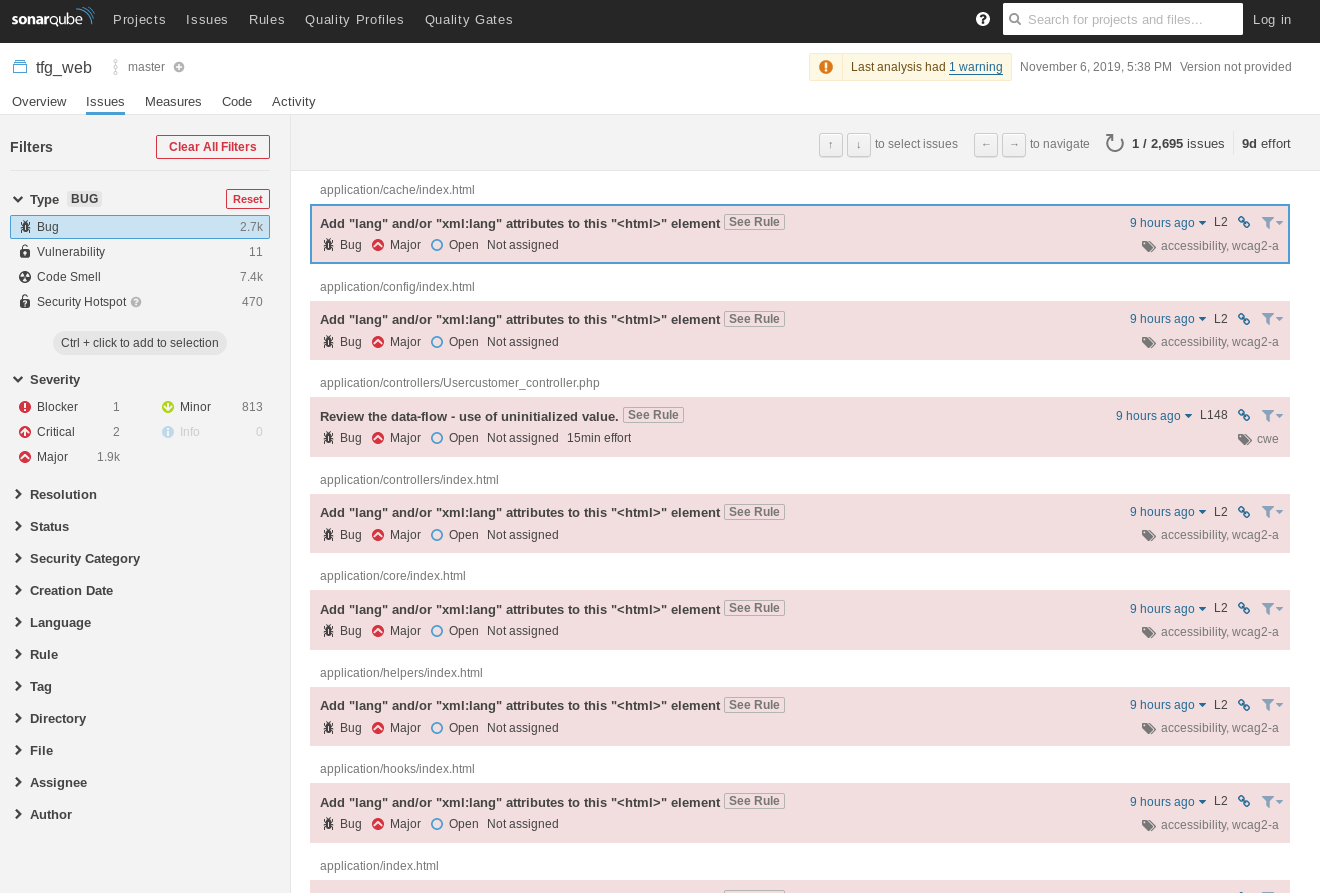 sonarqube Projects Issues Rules Quality Profiles Quality Gates Search for projects and files... Log in
tfg_web master Last analysis had 1 warning November 6, 2019, 5:38 PM Version not provided
Overview Issues Measures Code Activity
Filters Clear All Filters
↑ ↓ to select issues ← → to navigate 1 / 2,695 issues 9d effort
Type BUG Reset
Bug 2.7k
Vulnerability 11
Code Smell 7.4k
Security Hotspot 470
Ctrl + click to add to selection
Severity
Blocker 1 Minor 813
Critical 2 Info 0
Major 1.9k
Resolution
Status
Security Category
Creation Date
Language
Rule
Tag
Directory
File
Assignee
Author
application/cache/index.html
Add "lang" and/or "xml:lang" attributes to this "<html>" element See Rule 9 hours ago L2
Bug Major Open Not assigned accessibility, wcag2-a
application/config/index.html
Add "lang" and/or "xml:lang" attributes to this "<html>" element See Rule 9 hours ago L2
Bug Major Open Not assigned accessibility, wcag2-a
application/controllers/Usercustomer_controller.php
Review the data-flow - use of uninitialized value. See Rule 9 hours ago L148
Bug Major Open Not assigned 15min effort cwe
application/controllers/index.html
Add "lang" and/or "xml:lang" attributes to this "<html>" element See Rule 9 hours ago L2
Bug Major Open Not assigned accessibility, wcag2-a
application/core/index.html
Add "lang" and/or "xml:lang" attributes to this "<html>" element See Rule 9 hours ago L2
Bug Major Open Not assigned accessibility, wcag2-a
application/helpers/index.html
Add "lang" and/or "xml:lang" attributes to this "<html>" element See Rule 9 hours ago L2
Bug Major Open Not assigned accessibility, wcag2-a
application/hooks/index.html
Add "lang" and/or "xml:lang" attributes to this "<html>" element See Rule 9 hours ago L2
Bug Major Open Not assigned accessibility, wcag2-a
application/index.html